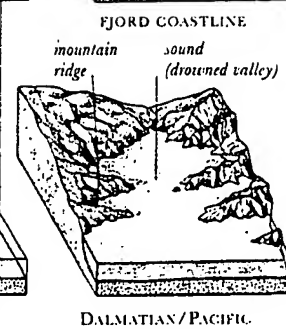 FJORD COASTLINE
mountain ridge
sound (drowned valley)
DALMATIAN/PACIFIC